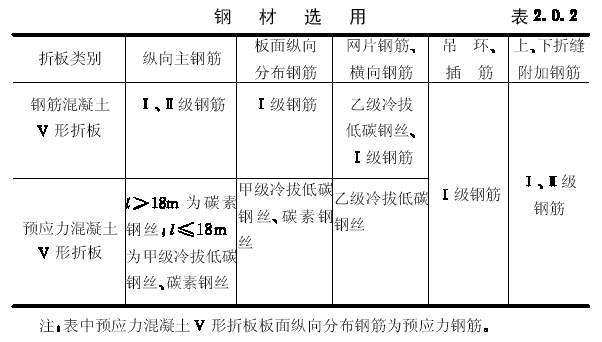 钢 材 选 用 表2.0.2
折板类别 纵向主钢筋 板面纵向分布钢筋 网片钢筋、横向钢筋 吊 环、插 筋 上、下折缝附加钢筋
钢筋混凝土
V 形折板
Ⅰ、Ⅱ级钢筋
Ⅰ级钢筋
乙级冷拔
低碳钢丝、
Ⅰ级钢筋
预应力混凝土
V 形折板
l>18m 为碳素
钢丝;l≤18m
为甲级冷拔低碳
钢丝、碳素钢丝
甲级冷拔低碳
钢丝、碳素钢
丝
乙级冷拔低碳
钢丝
Ⅰ级钢筋
Ⅰ、Ⅱ级
钢筋
注:表中预应力混凝土 V 形折板板面纵向分布钢筋为预应力钢筋。